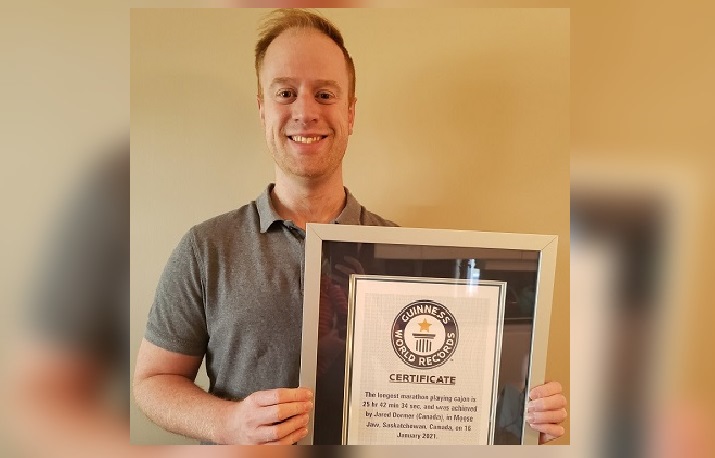 GUINNESS
WORLD RECORDS
CERTIFICATE
The longest marathon playing cajon is
25 hr 42 min 34 sec, and was achieved
by Jared Dormer (Canada), in Moose
Jaw, Saskatchewan, Canada, on 16
January 2021.